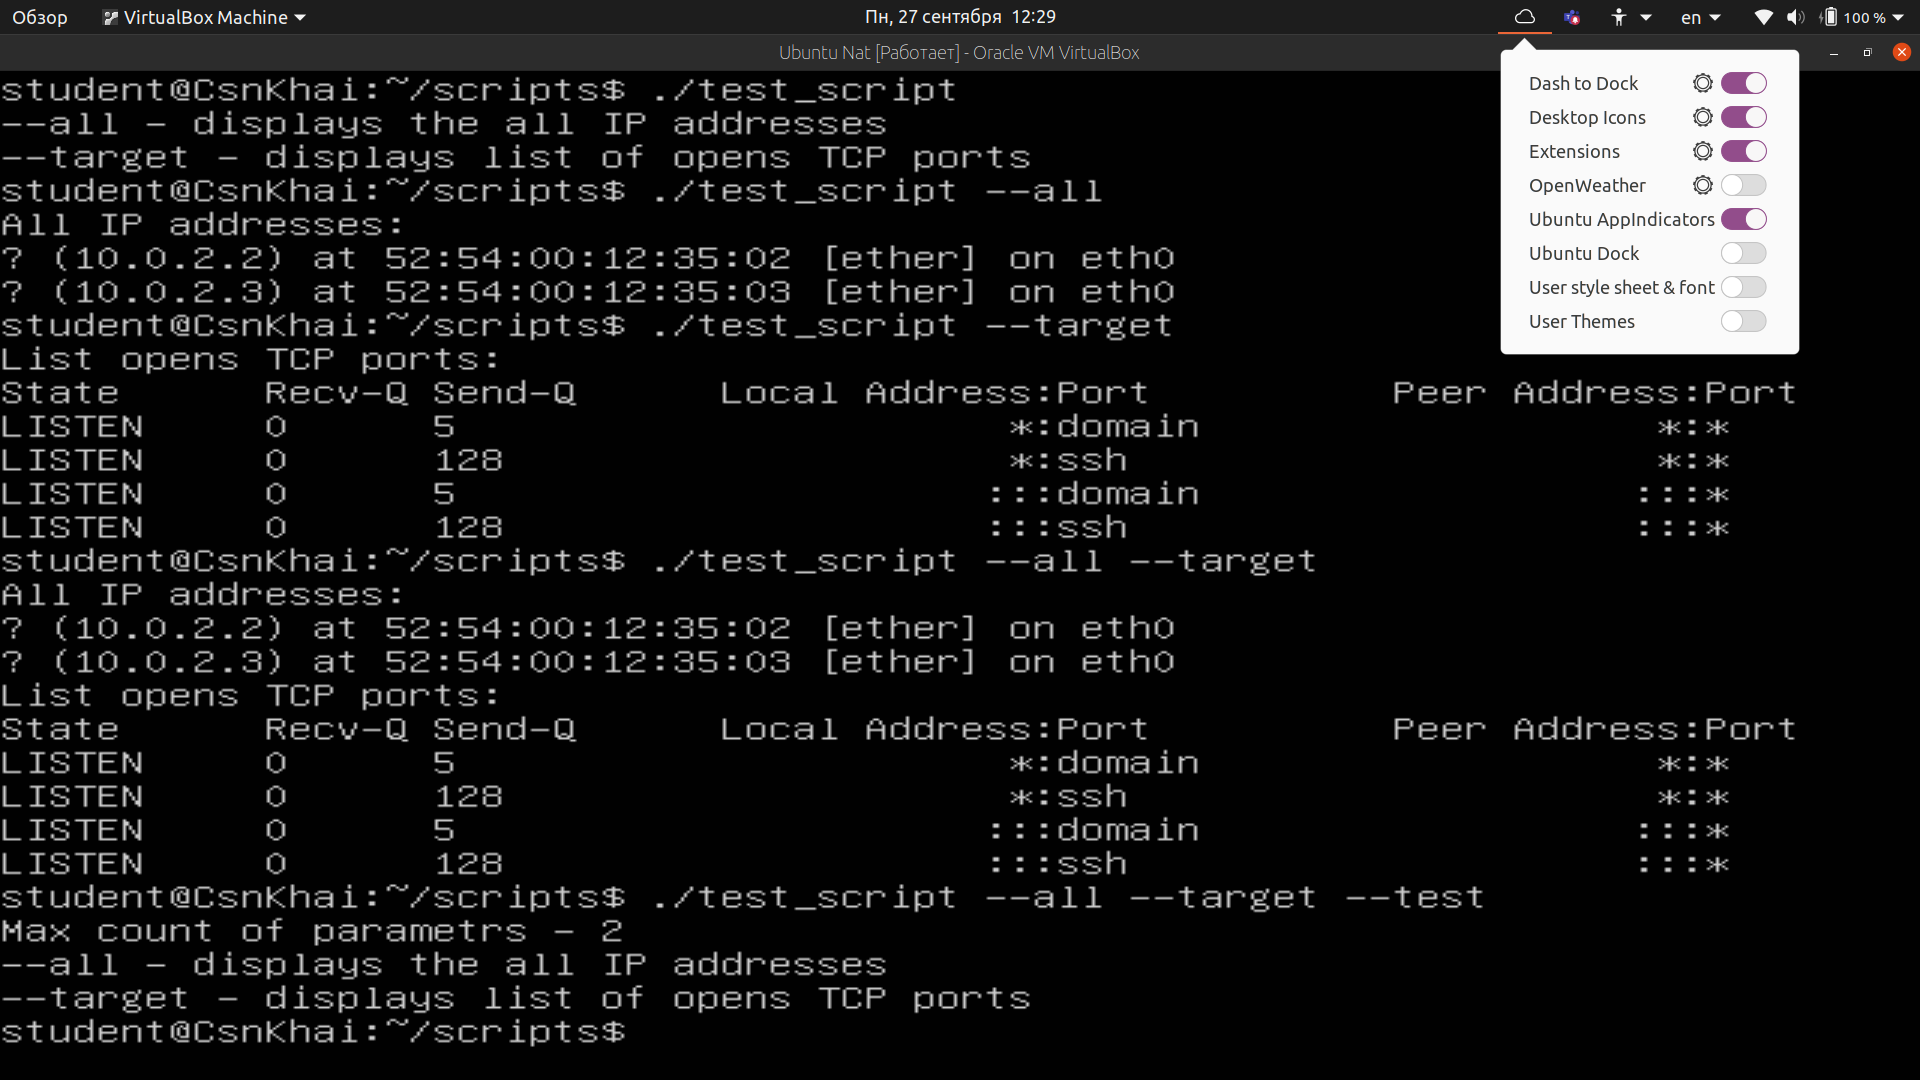 Обзор VirtualBox Machine Пн, 27 сентября 12:29 en 100 %
Ubuntu Nat [Работает] - Oracle VM VirtualBox
Dash to Dock
Desktop Icons
Extensions
OpenWeather
Ubuntu AppIndicators
Ubuntu Dock
User style sheet & font
User Themes
student@CsnKhai:~/scripts$ ./test_script
--all - displays the all IP addresses
--target - displays list of opens TCP ports
student@CsnKhai:~/scripts$ ./test_script --all
All IP addresses:
? (10.0.2.2) at 52:54:00:12:35:02 [ether] on eth0
? (10.0.2.3) at 52:54:00:12:35:03 [ether] on eth0
student@CsnKhai:~/scripts$ ./test_script --target
List opens TCP ports:
State Recv-Q Send-Q Local Address:Port Peer Address:Port
LISTEN 0 5 *:domain *:*
LISTEN 0 128 *:ssh *:*
LISTEN 0 5 :::domain :::*
LISTEN 0 128 :::ssh :::*
student@CsnKhai:~/scripts$ ./test_script --all --target
All IP addresses:
? (10.0.2.2) at 52:54:00:12:35:02 [ether] on eth0
? (10.0.2.3) at 52:54:00:12:35:03 [ether] on eth0
List opens TCP ports:
State Recv-Q Send-Q Local Address:Port Peer Address:Port
LISTEN 0 5 *:domain *:*
LISTEN 0 128 *:ssh *:*
LISTEN 0 5 :::domain :::*
LISTEN 0 128 :::ssh :::*
student@CsnKhai:~/scripts$ ./test_script --all --target --test
Max count of parametrs - 2
--all - displays the all IP addresses
--target - displays list of opens TCP ports
student@CsnKhai:~/scripts$